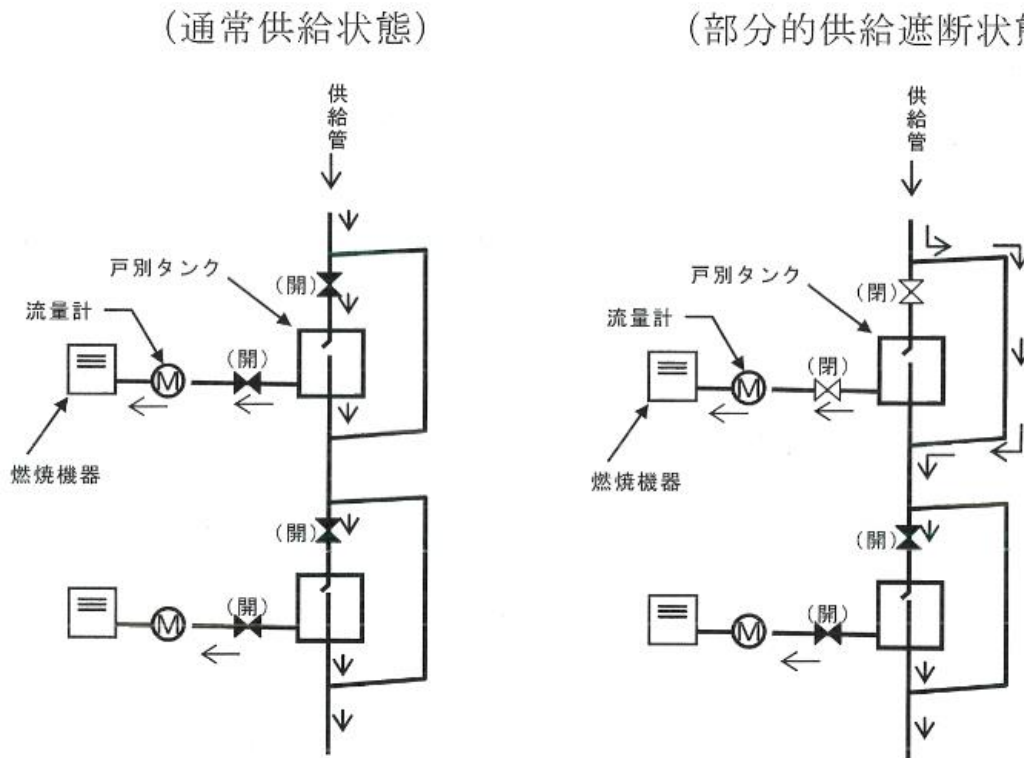 (通常供給状態)
供給管
戸別タンク
(開)
流量計
(開)
M
燃焼機器
(開)
(開)
M
(部分的供給遮断状態
供給管
戸別タンク
(閉)
流量計
(閉)
M
燃焼機器
(開)
(開)
M